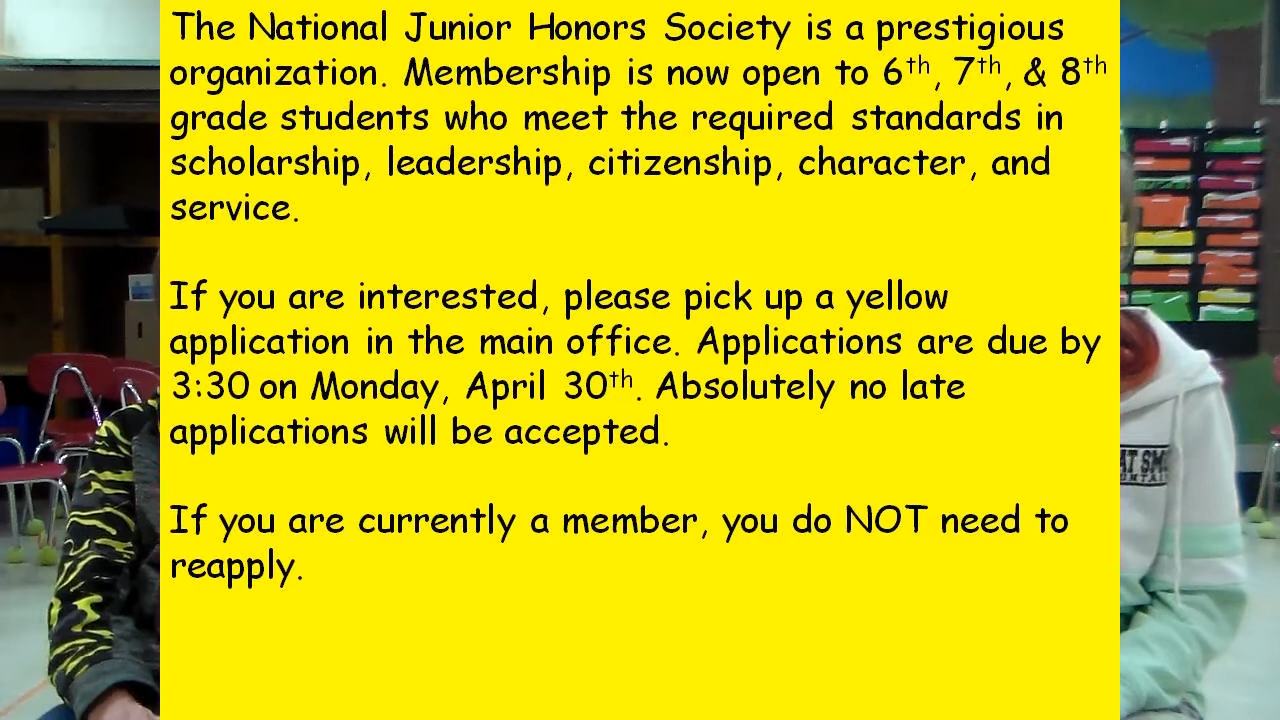 The National Junior Honors Society is a prestigious
organization. Membership is now open to 6th, 7th, & 8th
grade students who meet the required standards in
scholarship, leadership, citizenship, character, and
service.
If you are interested, please pick up a yellow
application in the main office. Applications are due by
3:30 on Monday, April 30th. Absolutely no late
applications will be accepted.
If you are currently a member, you do NOT need to
reapply.